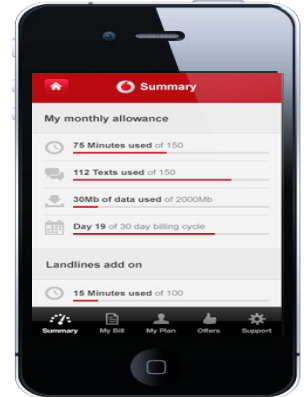 Summary
My monthly allowance
75 Minutes used of 150
112 Texts used of 150
30Mb of data used of 2000Mb
Day 19 of 30 day billing cycle
Landlines add on
15 Minutes used of 100
Summary My Bill My Plan Offers Support